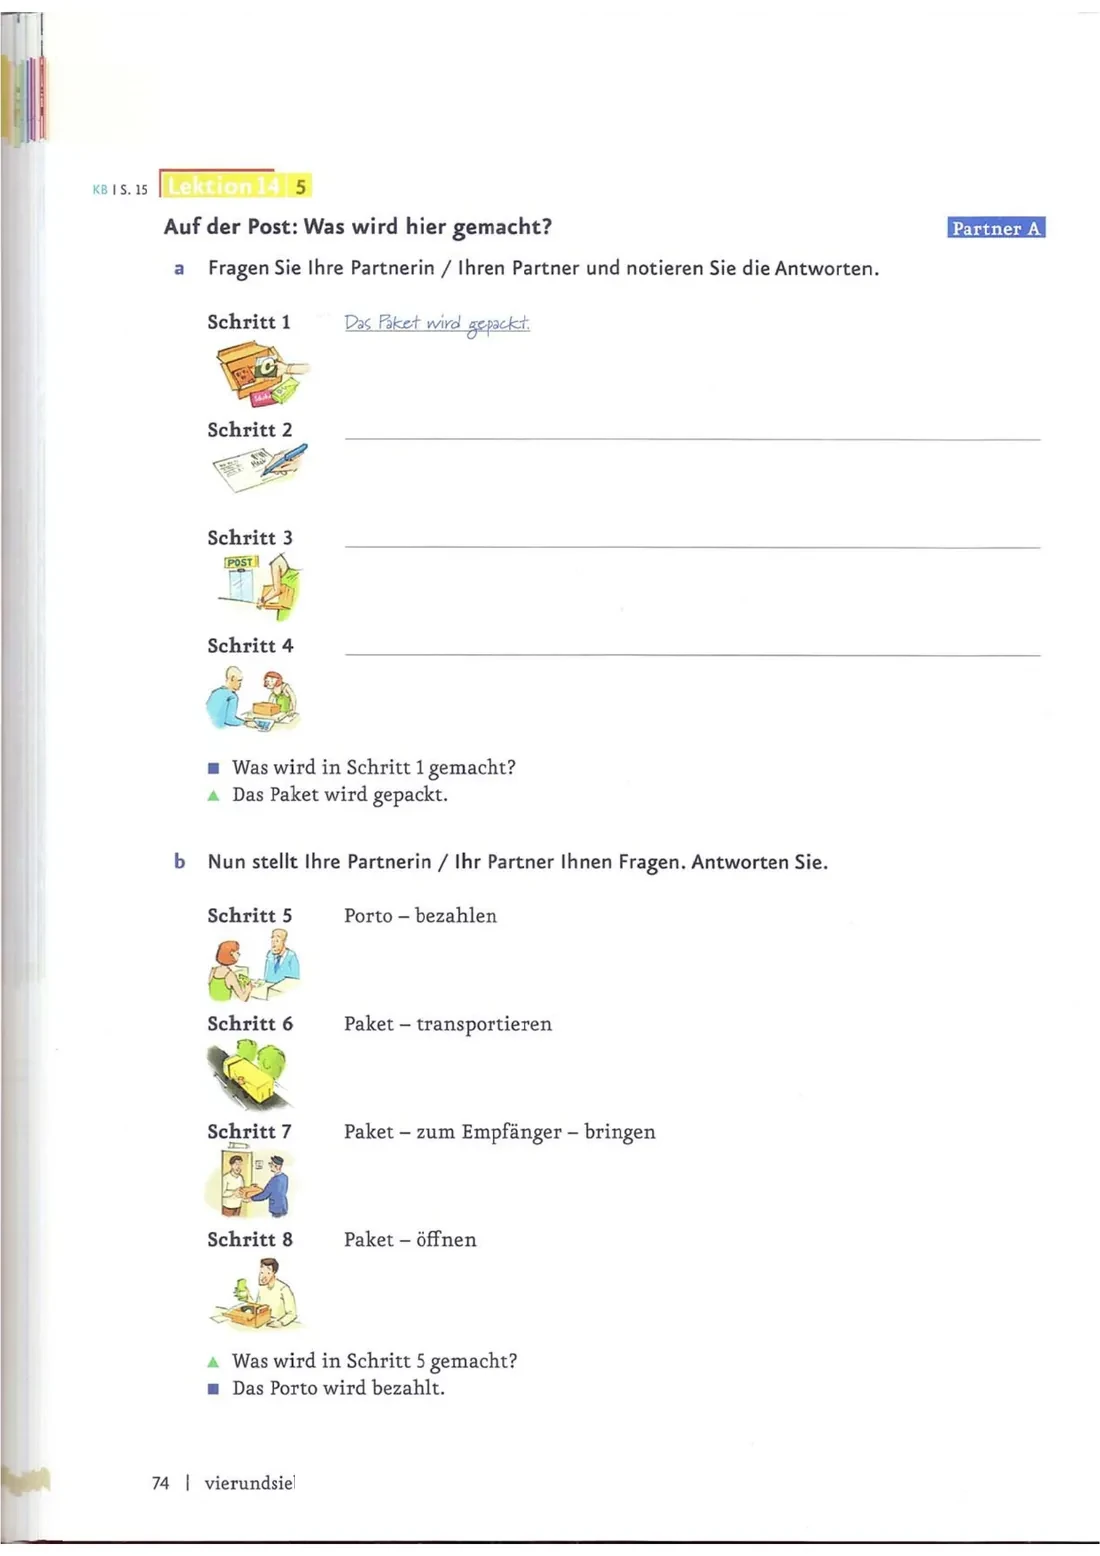 KB | S. 15 Lektion 14 5
Auf der Post: Was wird hier gemacht?
Partner A
a Fragen Sie Ihre Partnerin / Ihren Partner und notieren Sie die Antworten.
Schritt 1 Das Paket wird gepackt.
Schritt 2
Schritt 3
POST
Schritt 4
■ Was wird in Schritt 1 gemacht?
▲ Das Paket wird gepackt.
b Nun stellt Ihre Partnerin / Ihr Partner Ihnen Fragen. Antworten Sie.
Schritt 5 Porto – bezahlen
Schritt 6 Paket – transportieren
Schritt 7 Paket – zum Empfänger – bringen
Schritt 8 Paket – öffnen
▲ Was wird in Schritt 5 gemacht?
■ Das Porto wird bezahlt.
74 | vierundsie